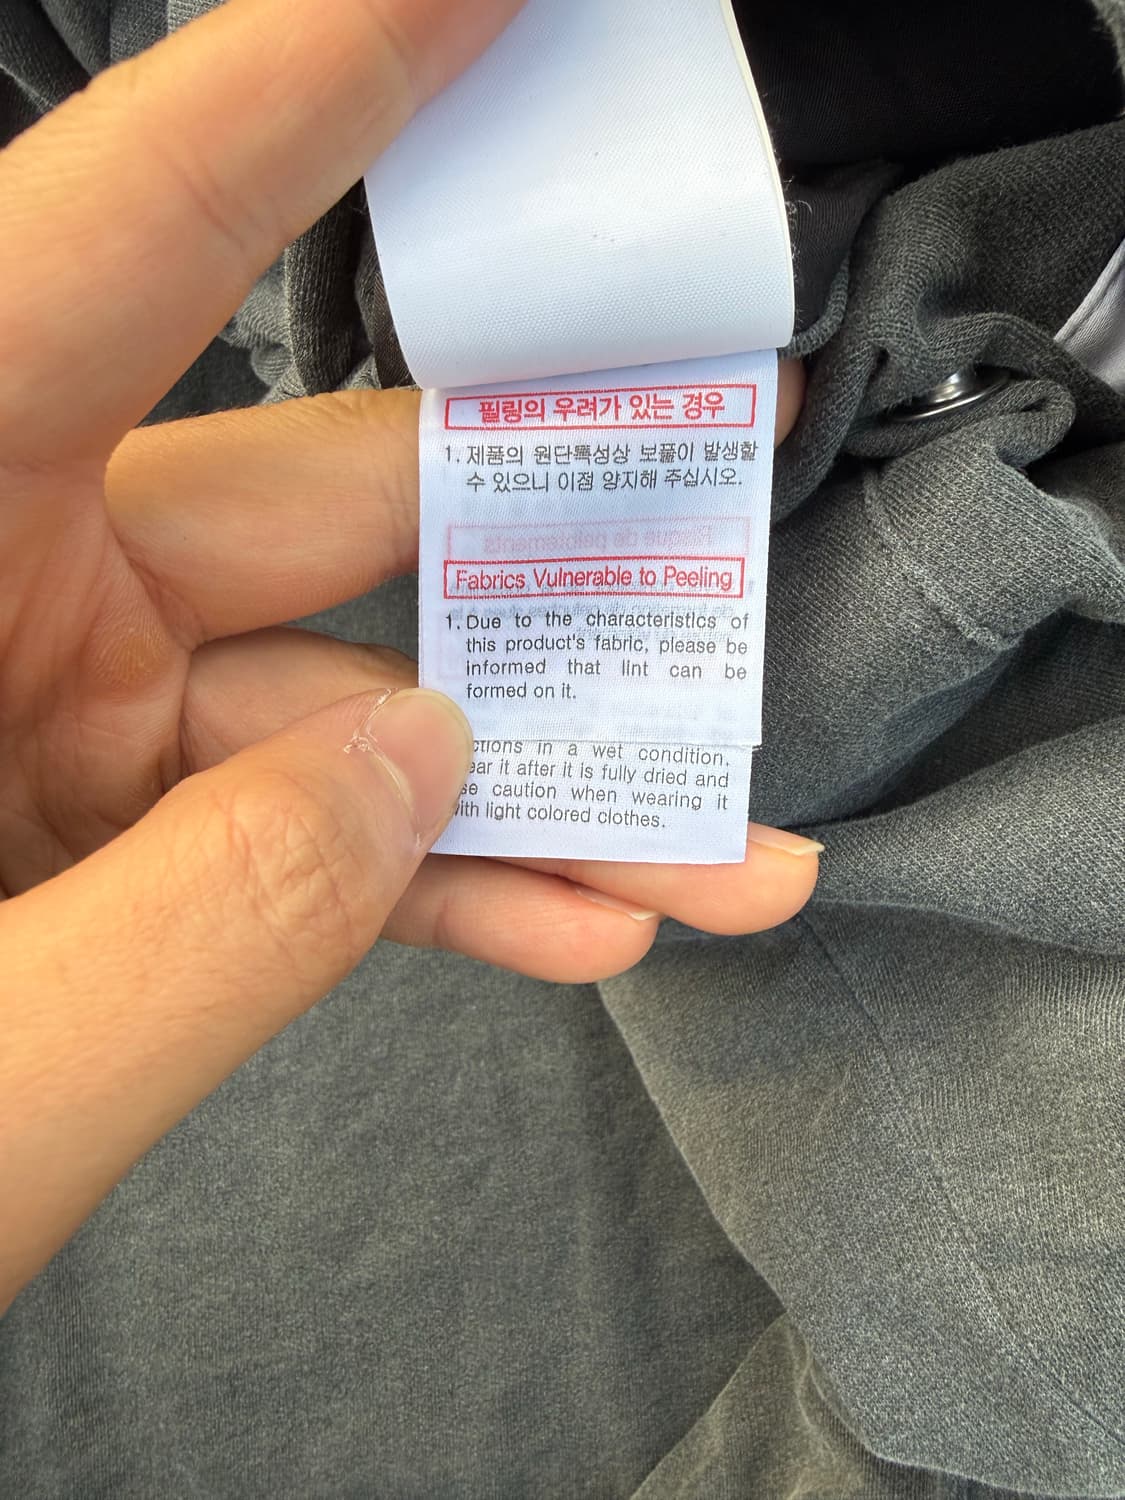 필링의 우려가 있는 경우
1. 제품의 원단특성상 보풀이 발생할
수 있으니 이점 양지해 주십시오.
Risque de
Fabrics Vulnerable to Peeling
1. Due to the characteristics of
this product's fabric, please be
informed that lint can be
formed on it.
in a wet condition.
it after it is fully dried and
caution when wearing it
light colored clothes.